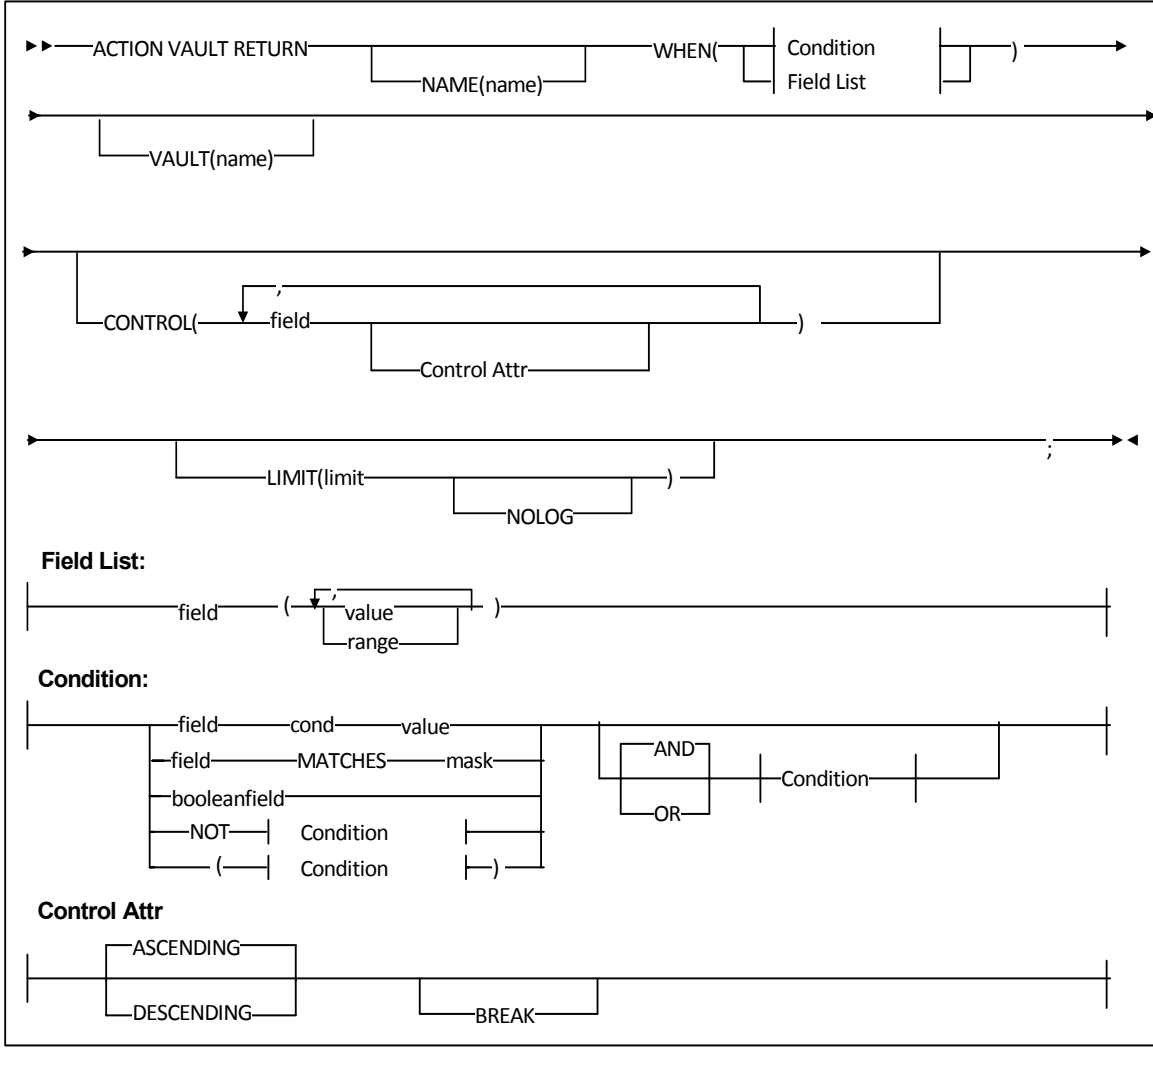 ACTION VAULT RETURN WHEN( Condition )
NAME(name) Field List
VAULT(name)
,
CONTROL( field )
Control Attr
;
LIMIT(limit )
NOLOG
Field List:
,
field ( value )
range
Condition:
field cond value
AND
field MATCHES mask
Condition
booleanfield
OR
NOT Condition
( Condition )
Control Attr
ASCENDING
DESCENDING BREAK